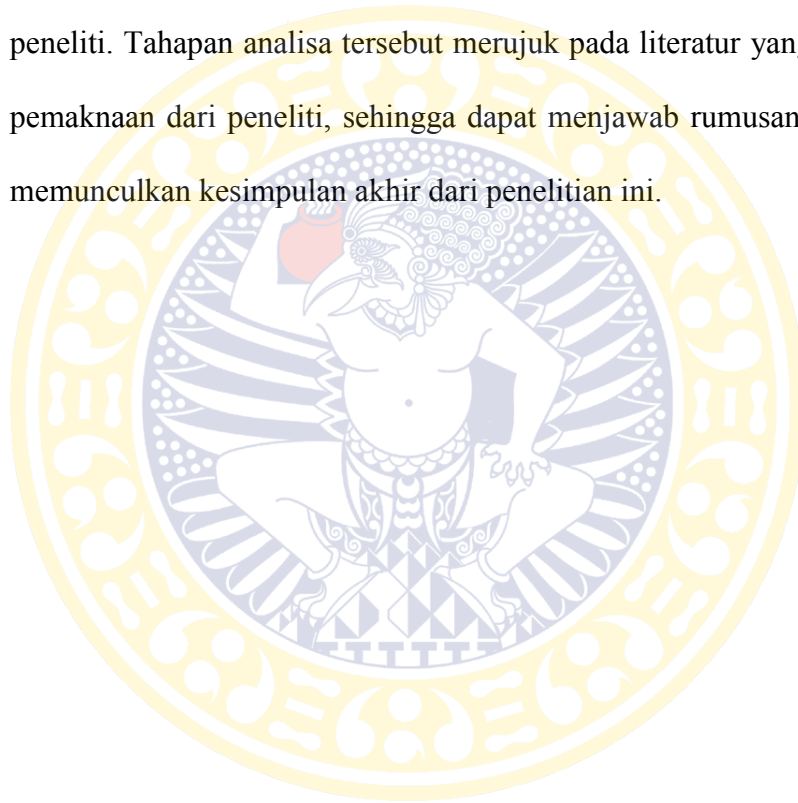 peneliti. Tahapan analisa tersebut merujuk pada literatur yang
pemaknaan dari peneliti, sehingga dapat menjawab rumusan
memunculkan kesimpulan akhir dari penelitian ini.